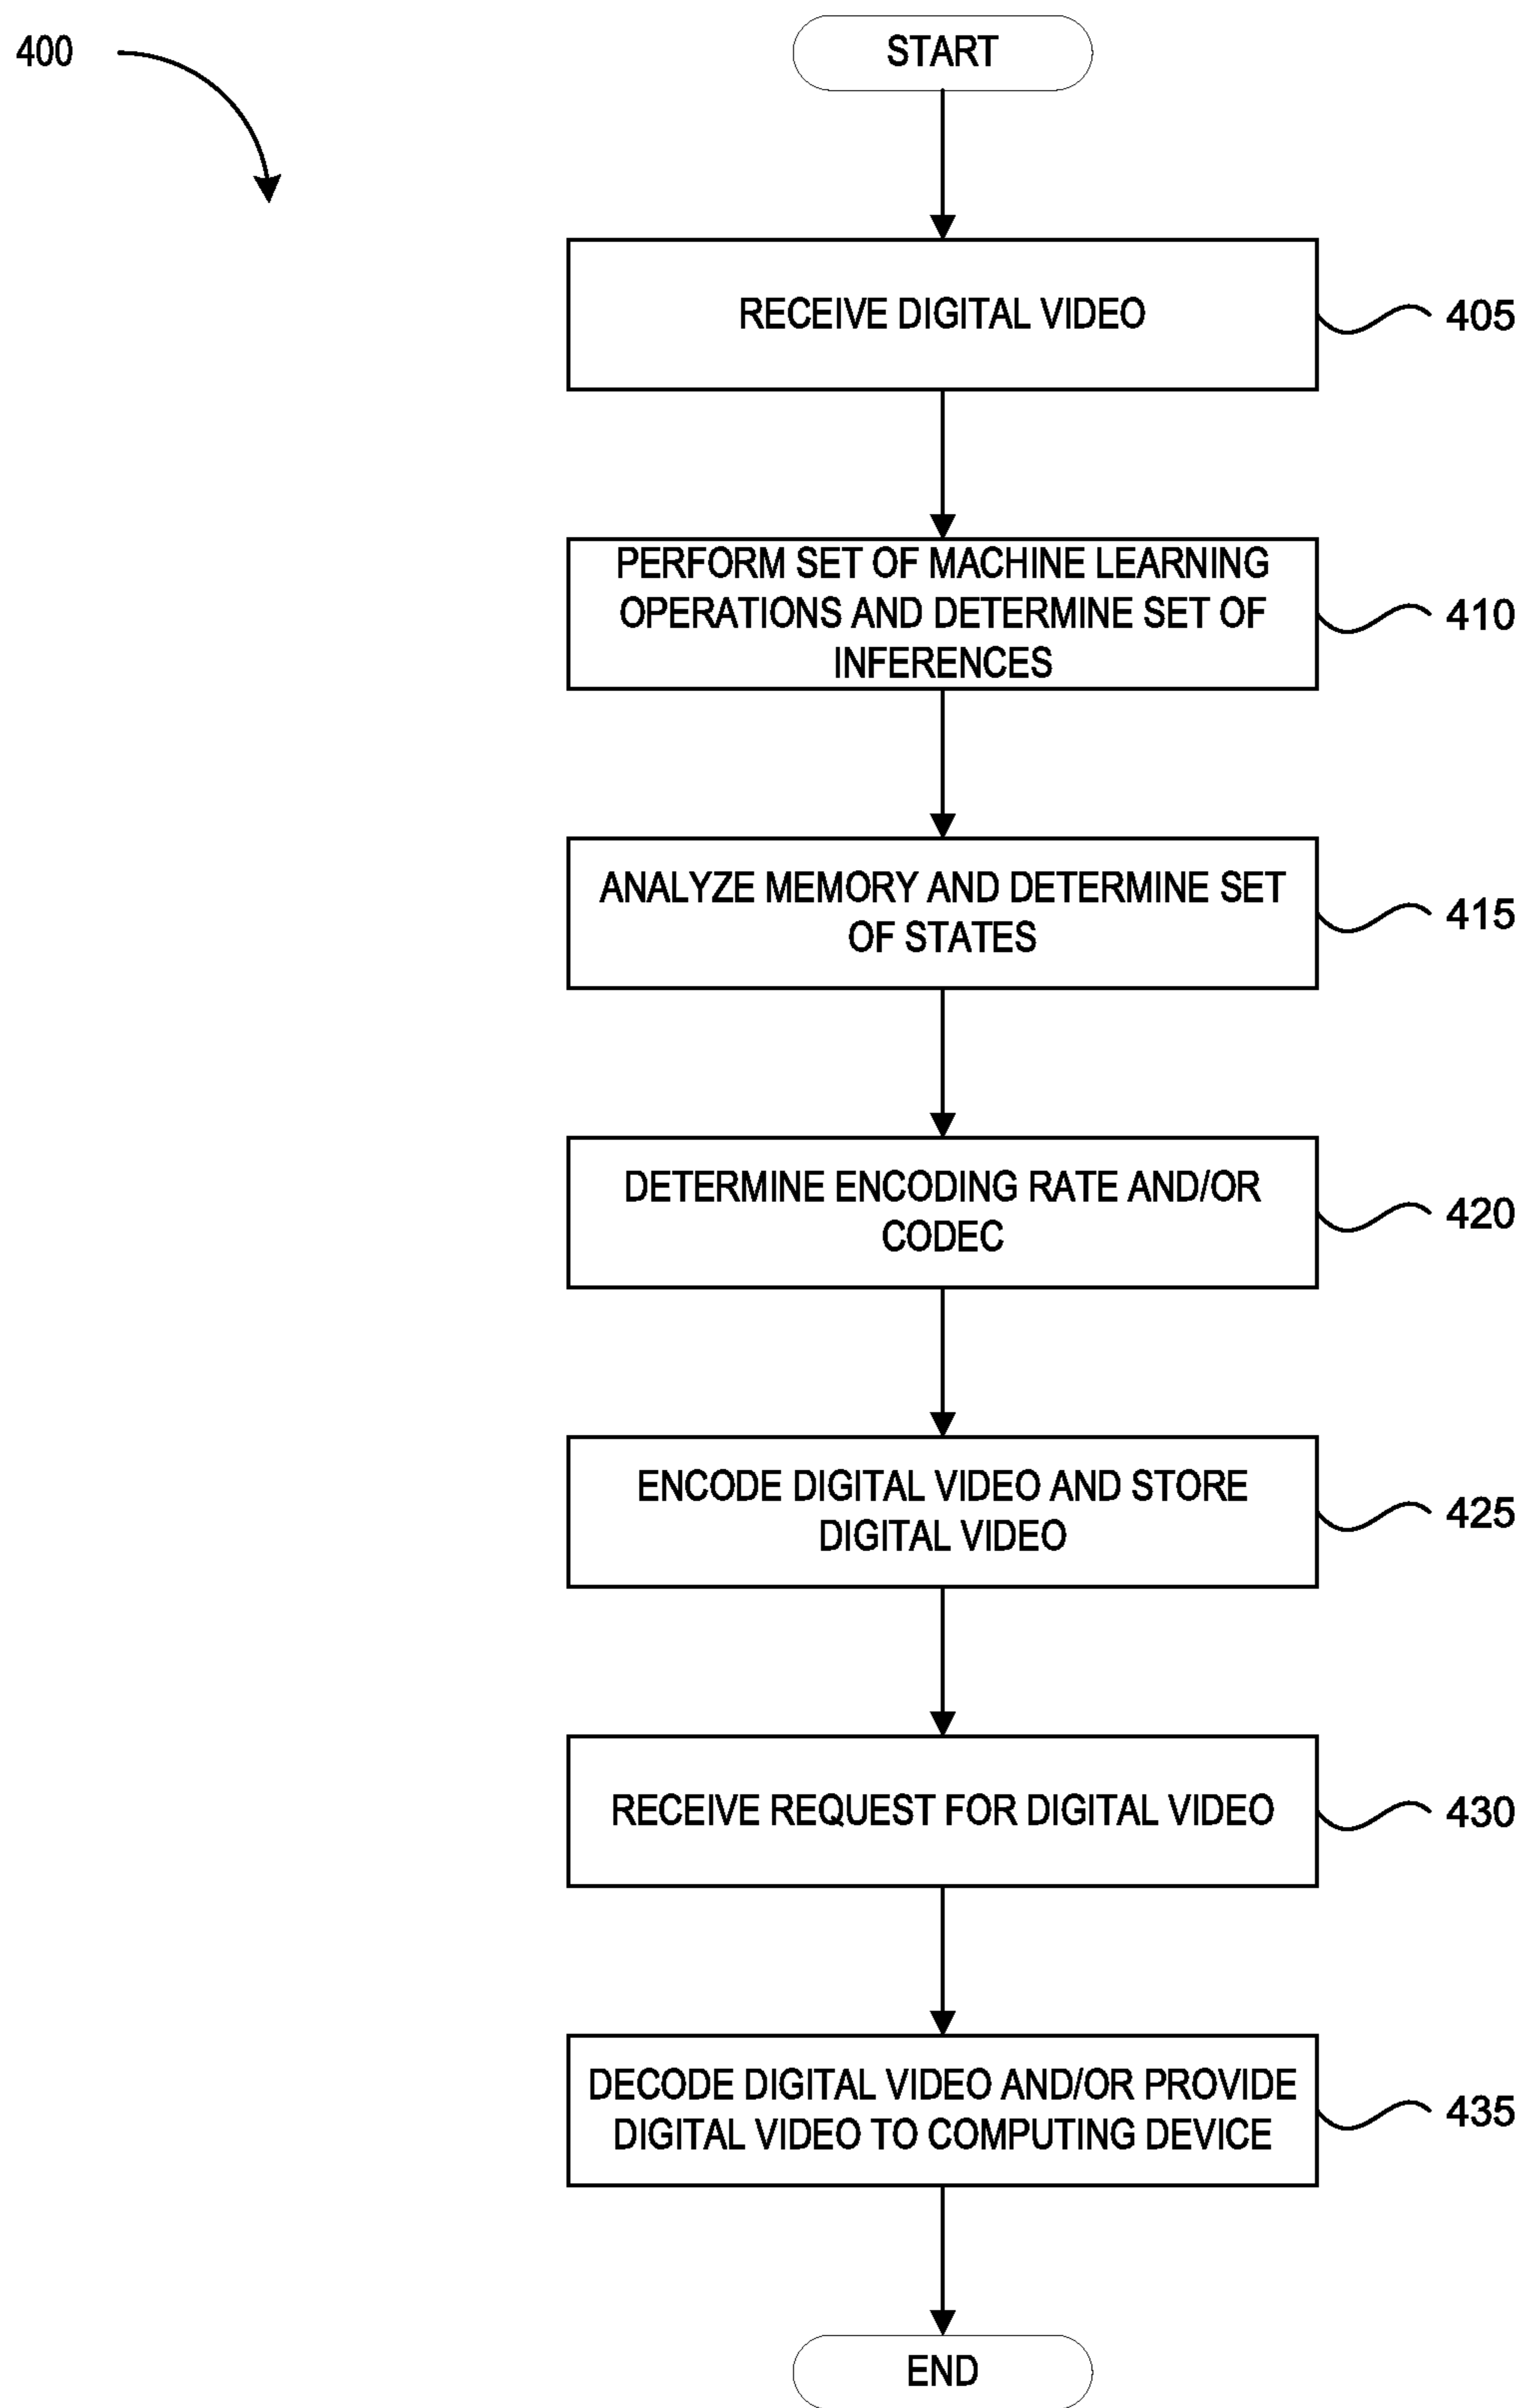 400
START
RECEIVE DIGITAL VIDEO
405
PERFORM SET OF MACHINE LEARNING
OPERATIONS AND DETERMINE SET OF
INFERENCES
410
ANALYZE MEMORY AND DETERMINE SET
OF STATES
415
DETERMINE ENCODING RATE AND/OR
CODEC
420
ENCODE DIGITAL VIDEO AND STORE
DIGITAL VIDEO
425
RECEIVE REQUEST FOR DIGITAL VIDEO
430
DECODE DIGITAL VIDEO AND/OR PROVIDE
DIGITAL VIDEO TO COMPUTING DEVICE
435
END